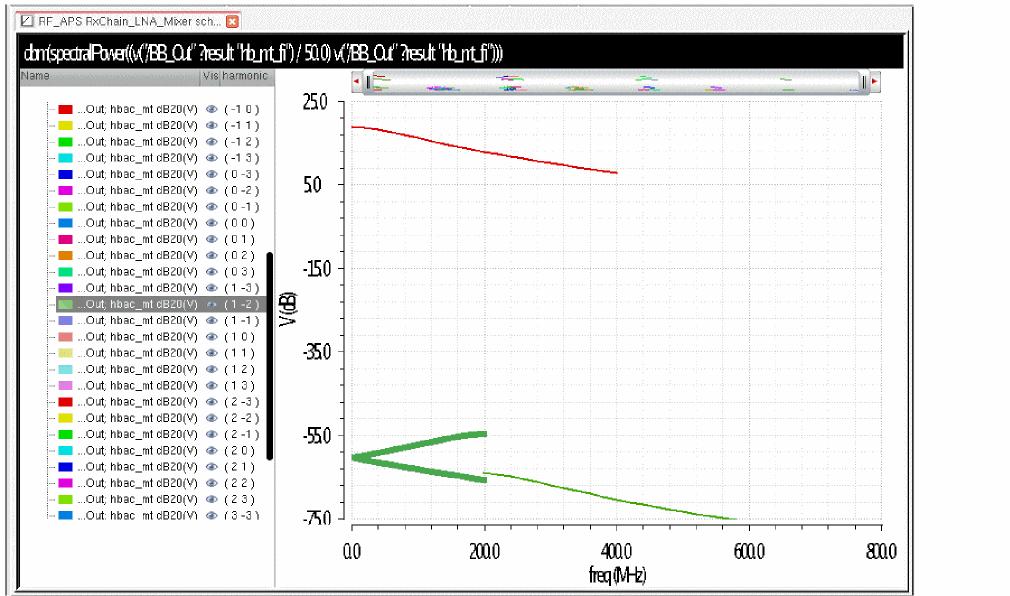 RF_APS RxChain_LNA_Mixer sch...
dbm(spectralPower((v("/BB_Out" ?result "hb_mt_fi") / 50.0) v("/BB_Out" ?result "hb_mt_fi")))
Name Vis harmonic
...Out; hbac_mt dB20(V) (-1 0)
...Out; hbac_mt dB20(V) (-1 1)
...Out; hbac_mt dB20(V) (-1 2)
...Out; hbac_mt dB20(V) (-1 3)
...Out; hbac_mt dB20(V) (0 -3)
...Out; hbac_mt dB20(V) (0 -2)
...Out; hbac_mt dB20(V) (0 -1)
...Out; hbac_mt dB20(V) (0 0)
...Out; hbac_mt dB20(V) (0 1)
...Out; hbac_mt dB20(V) (0 2)
...Out; hbac_mt dB20(V) (0 3)
...Out; hbac_mt dB20(V) (1 -3)
...Out; hbac_mt dB20(V) (1 -2)
...Out; hbac_mt dB20(V) (1 -1)
...Out; hbac_mt dB20(V) (1 0)
...Out; hbac_mt dB20(V) (1 1)
...Out; hbac_mt dB20(V) (1 2)
...Out; hbac_mt dB20(V) (1 3)
...Out; hbac_mt dB20(V) (2 -3)
...Out; hbac_mt dB20(V) (2 -2)
...Out; hbac_mt dB20(V) (2 -1)
...Out; hbac_mt dB20(V) (2 0)
...Out; hbac_mt dB20(V) (2 1)
...Out; hbac_mt dB20(V) (2 2)
...Out; hbac_mt dB20(V) (2 3)
...Out; hbac_mt dB20(V) (3 -3)
V (dB)
25.0
5.0
-15.0
-35.0
-55.0
-75.0
0.0 200.0 400.0 600.0 800.0
freq (MHz)